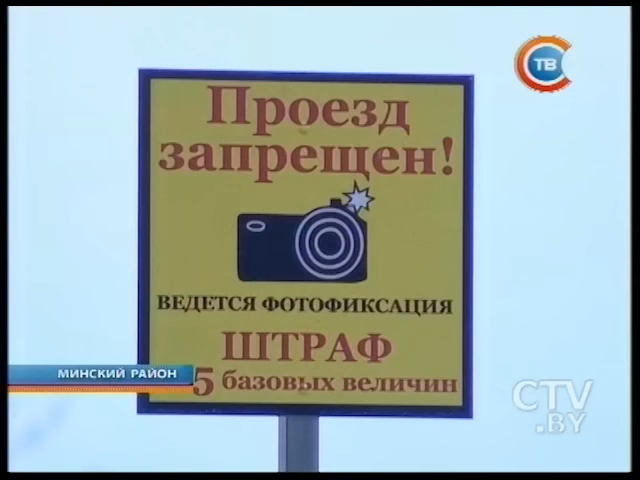 ТВ
Проезд
запрещен!
ВЕДЕТСЯ ФОТОФИКСАЦИЯ
ШТРАФ
5 базовых величин
МИНСКИЙ РАЙОН
CTV
.BY